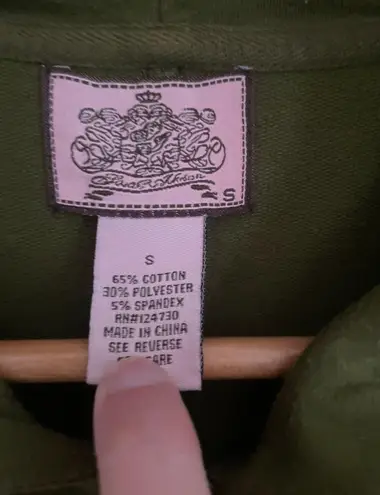 S
S
65% COTTON
30% POLYESTER
5% SPANDEX
RN#124730
MADE IN CHINA
SEE REVERSE